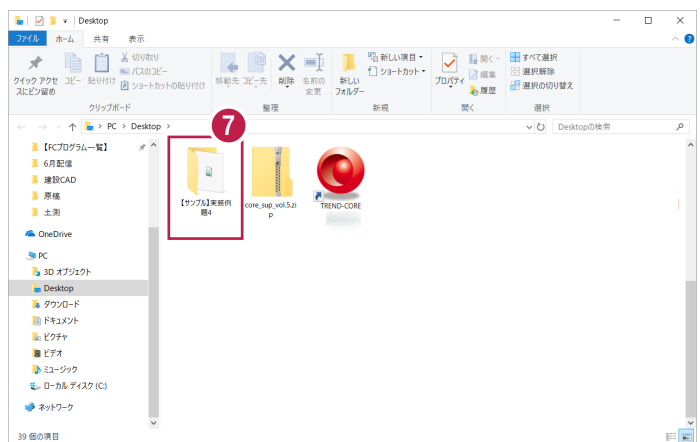 Desktop
ファイル ホーム 共有 表示
クイック アクセスにピン留め
コピー
貼り付け
切り取り
パスのコピー
ショートカットの貼り付け
移動先
コピー先
削除
名前の変更
新しいフォルダー
新しい項目
ショートカット
プロパティ
開く
編集
履歴
すべて選択
選択解除
選択の切り替え
クリップボード 整理 新規 開く 選択
PC > Desktop >
Desktopの検索
7
【FCプログラム一覧】
6月配信
建設CAD
原稿
土測
OneDrive
PC
3D オブジェクト
Desktop
ダウンロード
ドキュメント
ピクチャ
ビデオ
ミュージック
ローカル ディスク (C:)
ネットワーク
【サンプル】実務例
題4
core_sup_vol.5.zi
p
TREND-CORE
39 個の項目